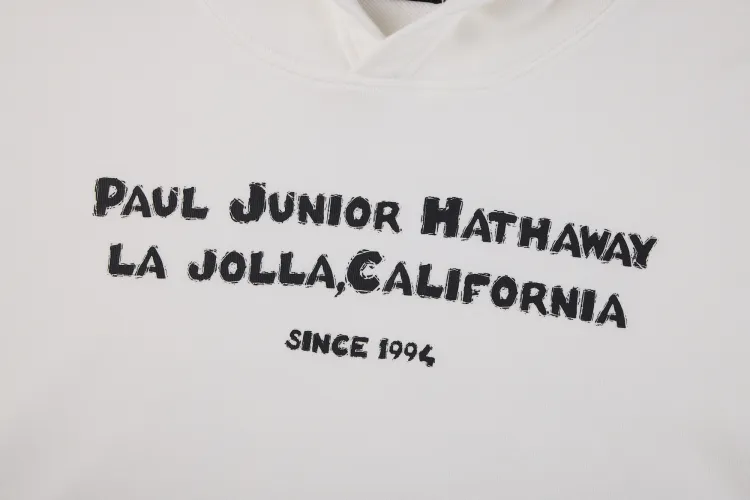 PAUL JUNIOR HATHAWAY
LA JOLLA, CALIFORNIA
SINCE 1994